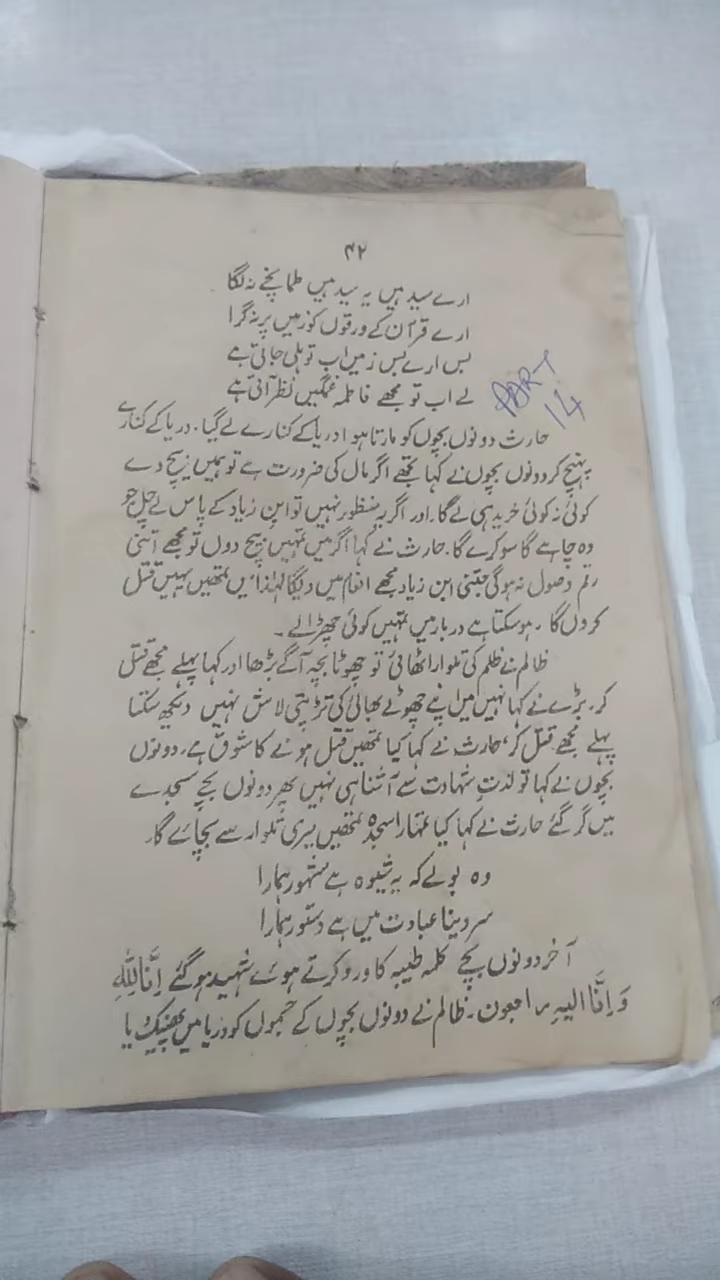 ۴۲
ارے سید ہیں یہ سید ہیں طمانچے نہ لگا
ارے قرآن کے ورقوں کو زمیں پر نہ گرا
بس ارے بس زمیں اب تو ہلی جاتی ہے
لے اب تو مجھے فاطمہ غمگیں نظر آتی ہے
PART
14
حارث دونوں بچوں کو مارتا ہوا دریا کے کنارے لے گیا۔ دریا کے کنارے
پہنچ کر دونوں بچوں نے کہا تجھے اگر مال کی ضرورت ہے تو ہمیں بیچ دے
کوئی نہ کوئی خرید ہی لے گا۔ اور اگر یہ منظور نہیں تو ابن زیاد کے پاس لے چل جو
وہ چاہے گا سو کرے گا۔ حارث نے کہا اگر میں تمہیں بیچ دوں تو مجھے اتنی
رقم وصول نہ ہوگی جتنی ابن زیاد مجھے انعام میں دیگا لہٰذا میں تمھیں یہیں قتل
کردوں گا۔ ہو سکتا ہے دربار میں تمہیں کوئی چھڑالے۔
ظالم نے ظلم کی تلوار اٹھائی تو چھوٹا بچہ آگے بڑھا اور کہا پہلے مجھے قتل
کر۔ بڑے نے کہا نہیں میں اپنے چھوٹے بھائی کی تڑپتی لاش نہیں دیکھ سکتا
پہلے مجھے قتل کر، حارث نے کہا کیا تمھیں قتل ہونے کا شوق ہے، دونوں
بچوں نے کہا تو لذتِ شہادت سے آشنا ہی نہیں پھر دونوں بچے سجدے
میں گر گئے حارث نے کہا کیا تمہارا سجدہ تمھیں میری تلوار سے بچائے گا۔
وہ بولے کہ یہ شیوہ ہے مشہور ہمارا
سر دینا عبادت میں ہے دستور ہمارا
آخر دونوں بچے کلمہ طیبہ کا ورد کرتے ہوئے شہید ہو گئے اِنَّا لِلّٰهِ
وَ اِنَّا الیہِ راجعون۔ ظالم نے دونوں بچوں کے جسموں کو دریا میں پھینک دیا